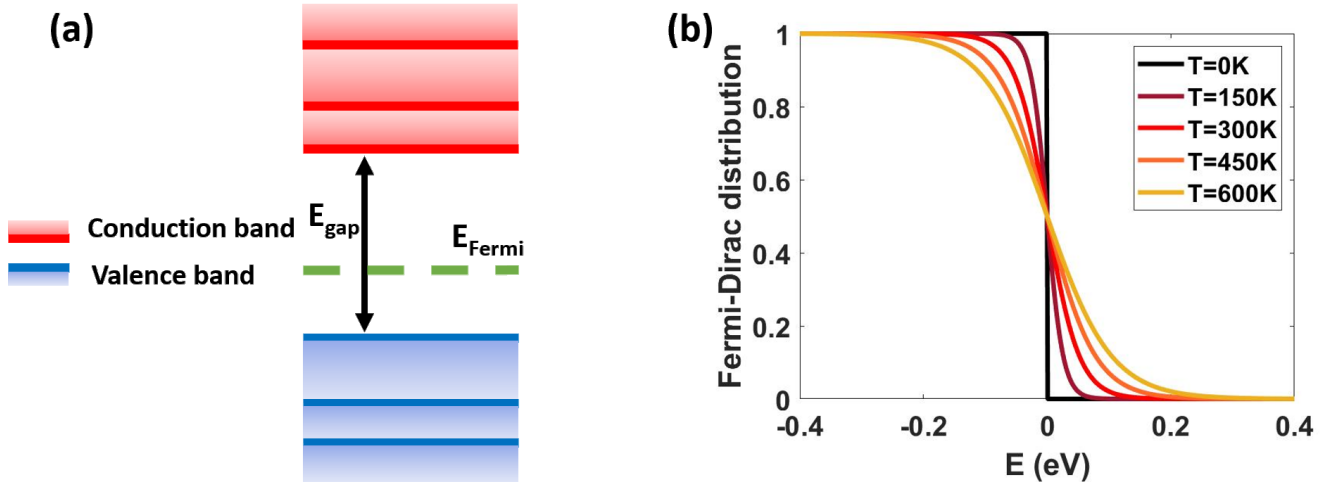 (a)
E_gap
E_Fermi
Conduction band
Valence band
(b)
Fermi-Dirac distribution
1
0.8
0.6
0.4
0.2
0
T=0K
T=150K
T=300K
T=450K
T=600K
-0.4
-0.2
0
0.2
0.4
E (eV)